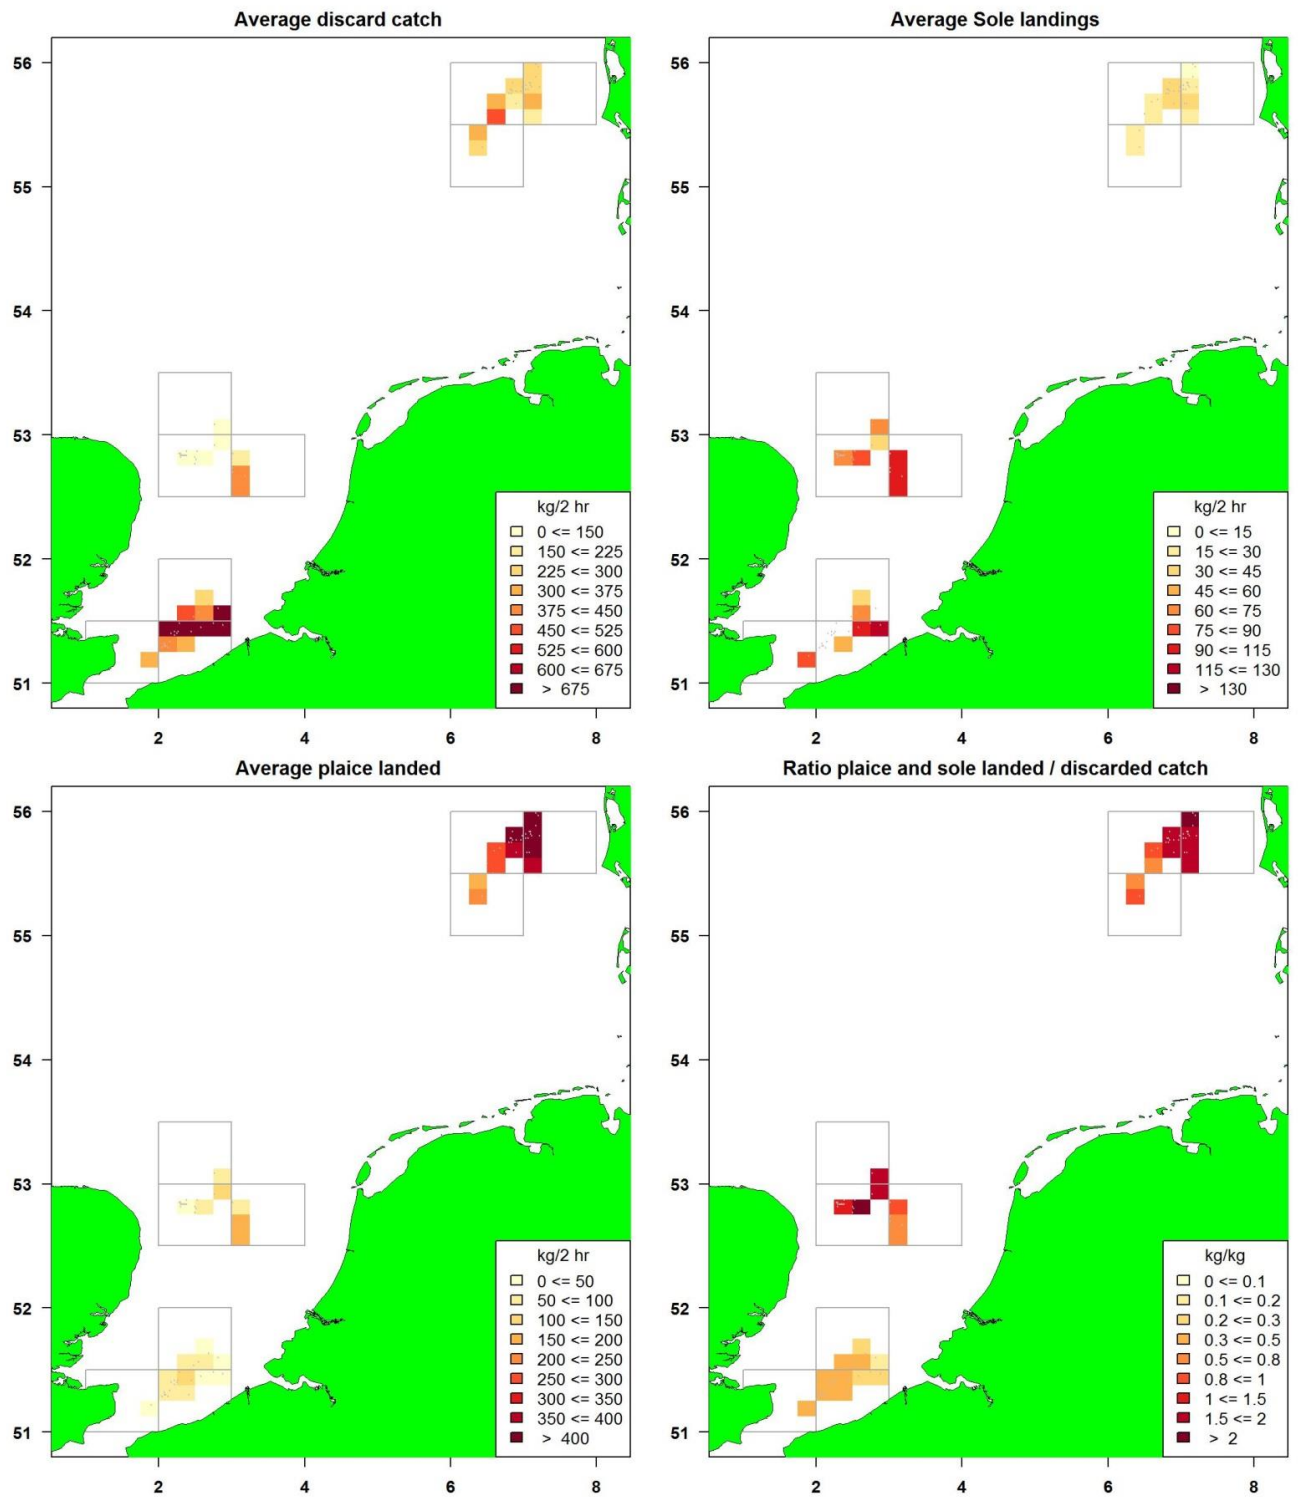 Average discard catch
56
55
54
53
52
51
2 4 6 8
kg/2 hr
0 <= 150
150 <= 225
225 <= 300
300 <= 375
375 <= 450
450 <= 525
525 <= 600
600 <= 675
> 675
Average Sole landings
56
55
54
53
52
51
2 4 6 8
kg/2 hr
0 <= 15
15 <= 30
30 <= 45
45 <= 60
60 <= 75
75 <= 90
90 <= 115
115 <= 130
> 130
Average plaice landed
56
55
54
53
52
51
2 4 6 8
kg/2 hr
0 <= 50
50 <= 100
100 <= 150
150 <= 200
200 <= 250
250 <= 300
300 <= 350
350 <= 400
> 400
Ratio plaice and sole landed / discarded catch
56
55
54
53
52
51
2 4 6 8
kg/kg
0 <= 0.1
0.1 <= 0.2
0.2 <= 0.3
0.3 <= 0.5
0.5 <= 0.8
0.8 <= 1
1 <= 1.5
1.5 <= 2
> 2